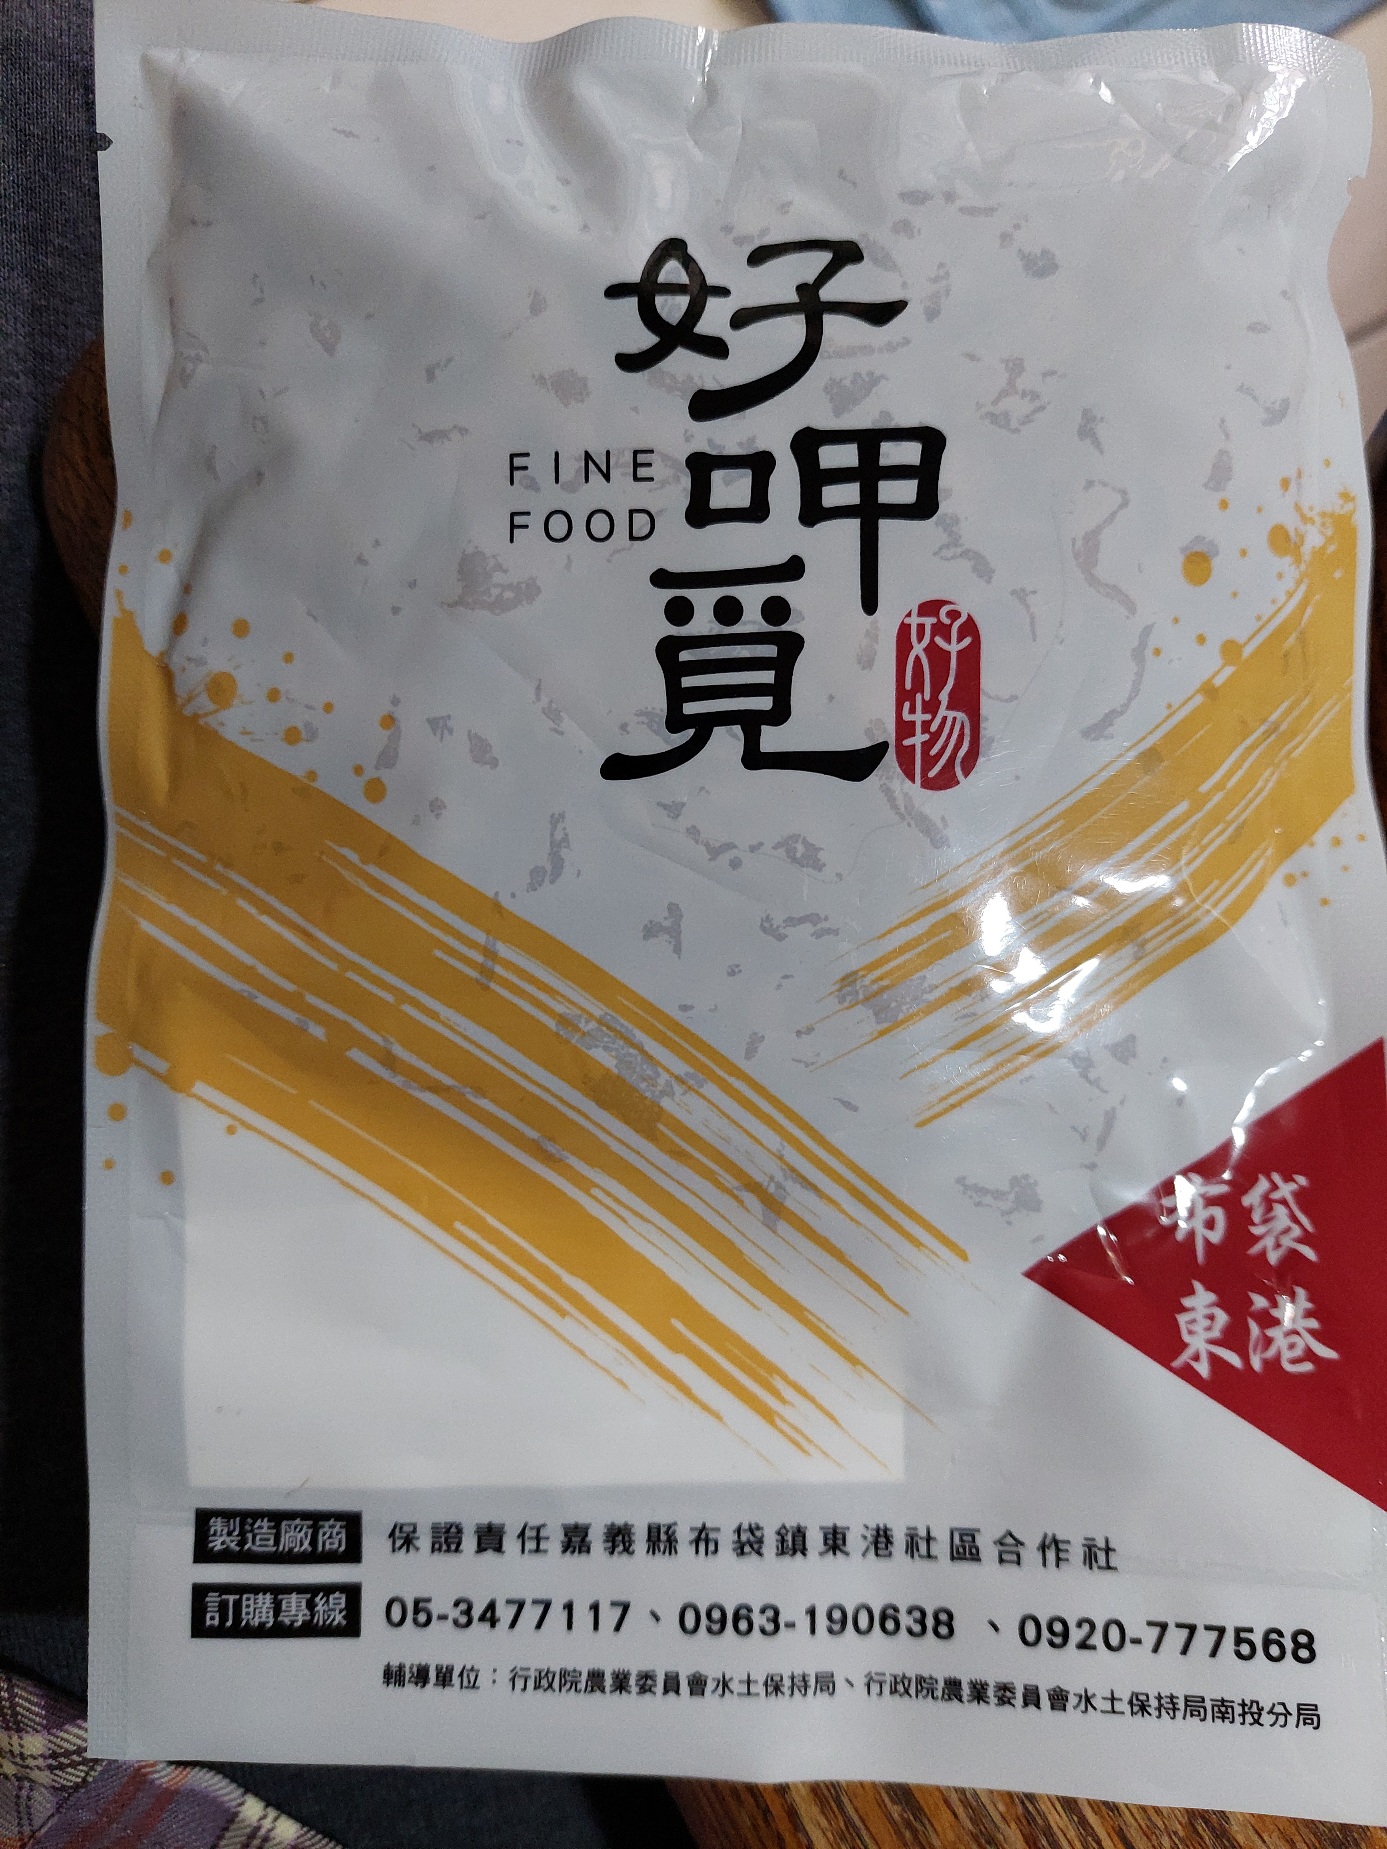 好呷覓
FINE
FOOD
好物
布袋
東港
製造廠商 保證責任嘉義縣布袋鎮東港社區合作社
訂購專線 05-3477117、0963-190638、0920-777568
輔導單位：行政院農業委員會水土保持局、行政院農業委員會水土保持局南投分局